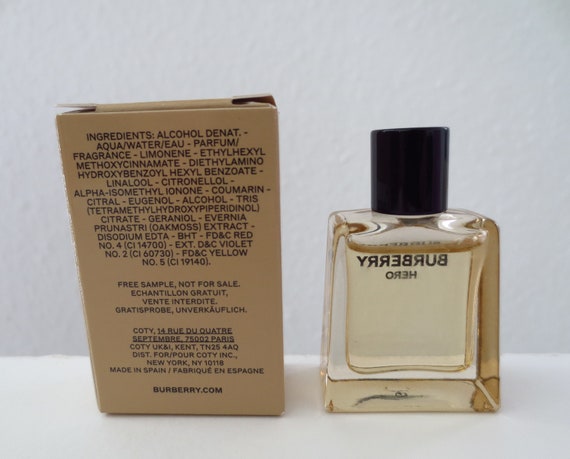 INGREDIENTS: ALCOHOL DENAT. -
AQUA/WATER/EAU - PARFUM/
FRAGRANCE - LIMONENE - ETHYLHEXYL
METHOXYCINNAMATE - DIETHYLAMINO
HYDROXYBENZOYL HEXYL BENZOATE -
LINALOOL - CITRONELLOL -
ALPHA-ISOMETHYL IONONE - COUMARIN -
CITRAL - EUGENOL - ALCOHOL - TRIS
(TETRAMETHYLHYDROXYPIPERIDINOL)
CITRATE - GERANIOL - EVERNIA
PRUNASTRI (OAKMOSS) EXTRACT -
DISODIUM EDTA - BHT - FD&C RED
NO. 4 (CI 14700) - EXT. D&C VIOLET
NO. 2 (CI 60730) - FD&C YELLOW
NO. 5 (CI 19140).
FREE SAMPLE, NOT FOR SALE.
ECHANTILLON GRATUIT,
VENTE INTERDITE.
GRATISPROBE, UNVERKÄUFLICH.
COTY, 14 RUE DU QUATRE
SEPTEMBRE, 75002 PARIS
COTY UK&I, KENT, TN25 4AQ
DIST. FOR/POUR COTY INC.,
NEW YORK, NY 10118
MADE IN SPAIN / FABRIQUÉ EN ESPAGNE
BURBERRY.COM
BURBERRY
HERO